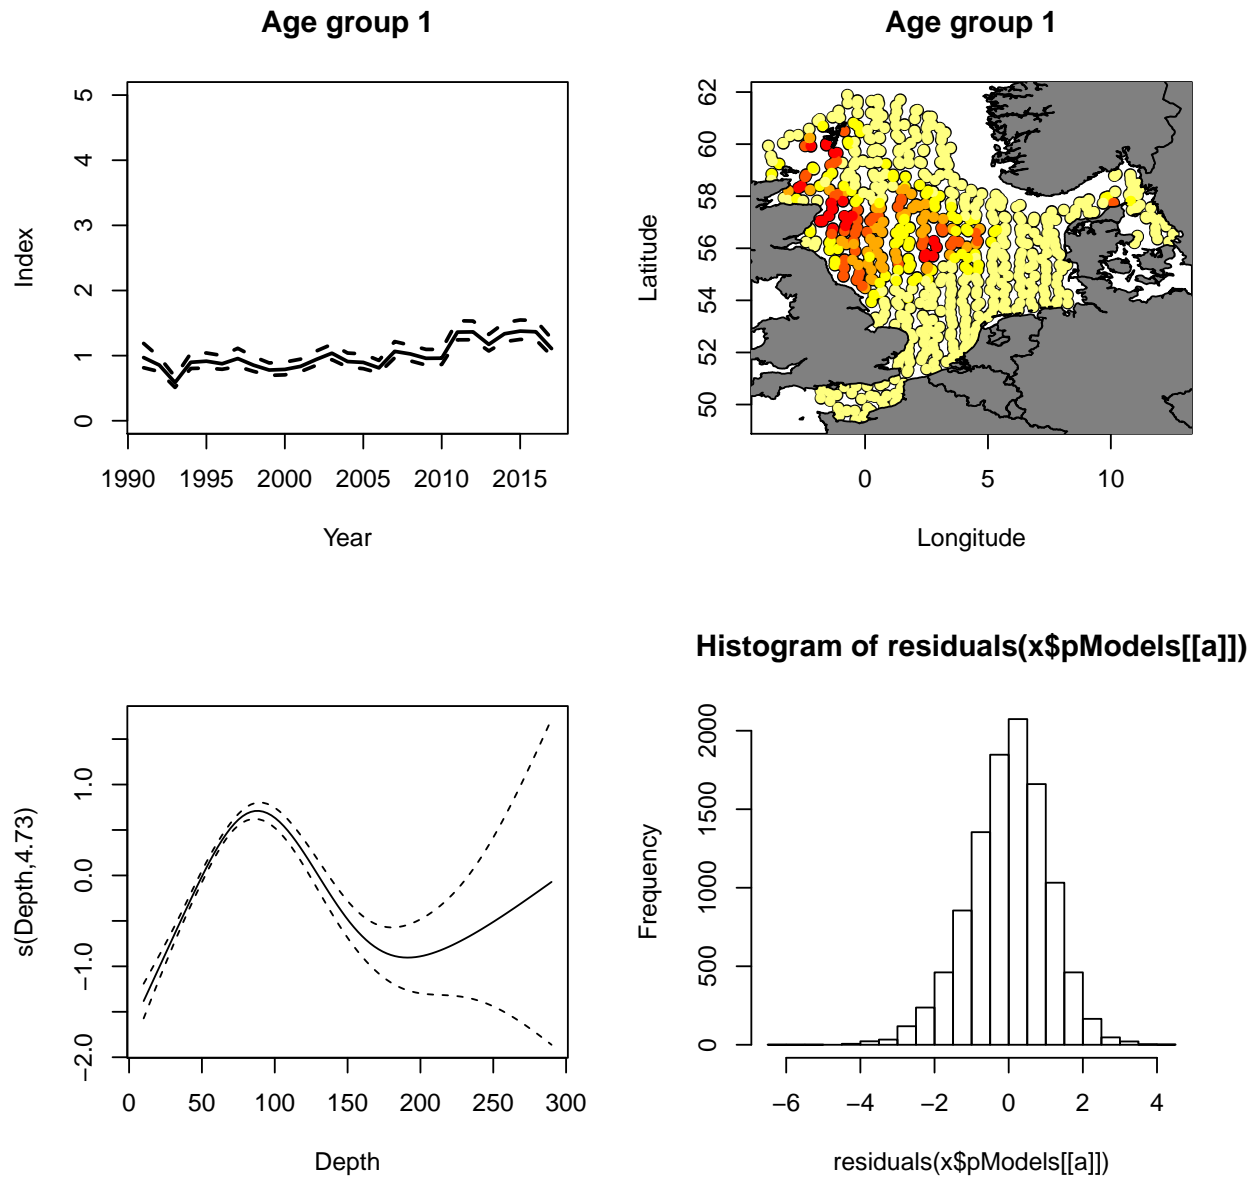 Age group 1
Index
0
1
2
3
4
5
1990 1995 2000 2005 2010 2015
Year
Age group 1
Latitude
50
52
54
56
58
60
62
0 5 10
Longitude
s(Depth,4.73)
−2.0
−1.0
0.0
1.0
0 50 100 150 200 250 300
Depth
Histogram of residuals(x$pModels[[a]])
Frequency
0
500
1000
1500
2000
−6 −4 −2 0 2 4
residuals(x$pModels[[a]])